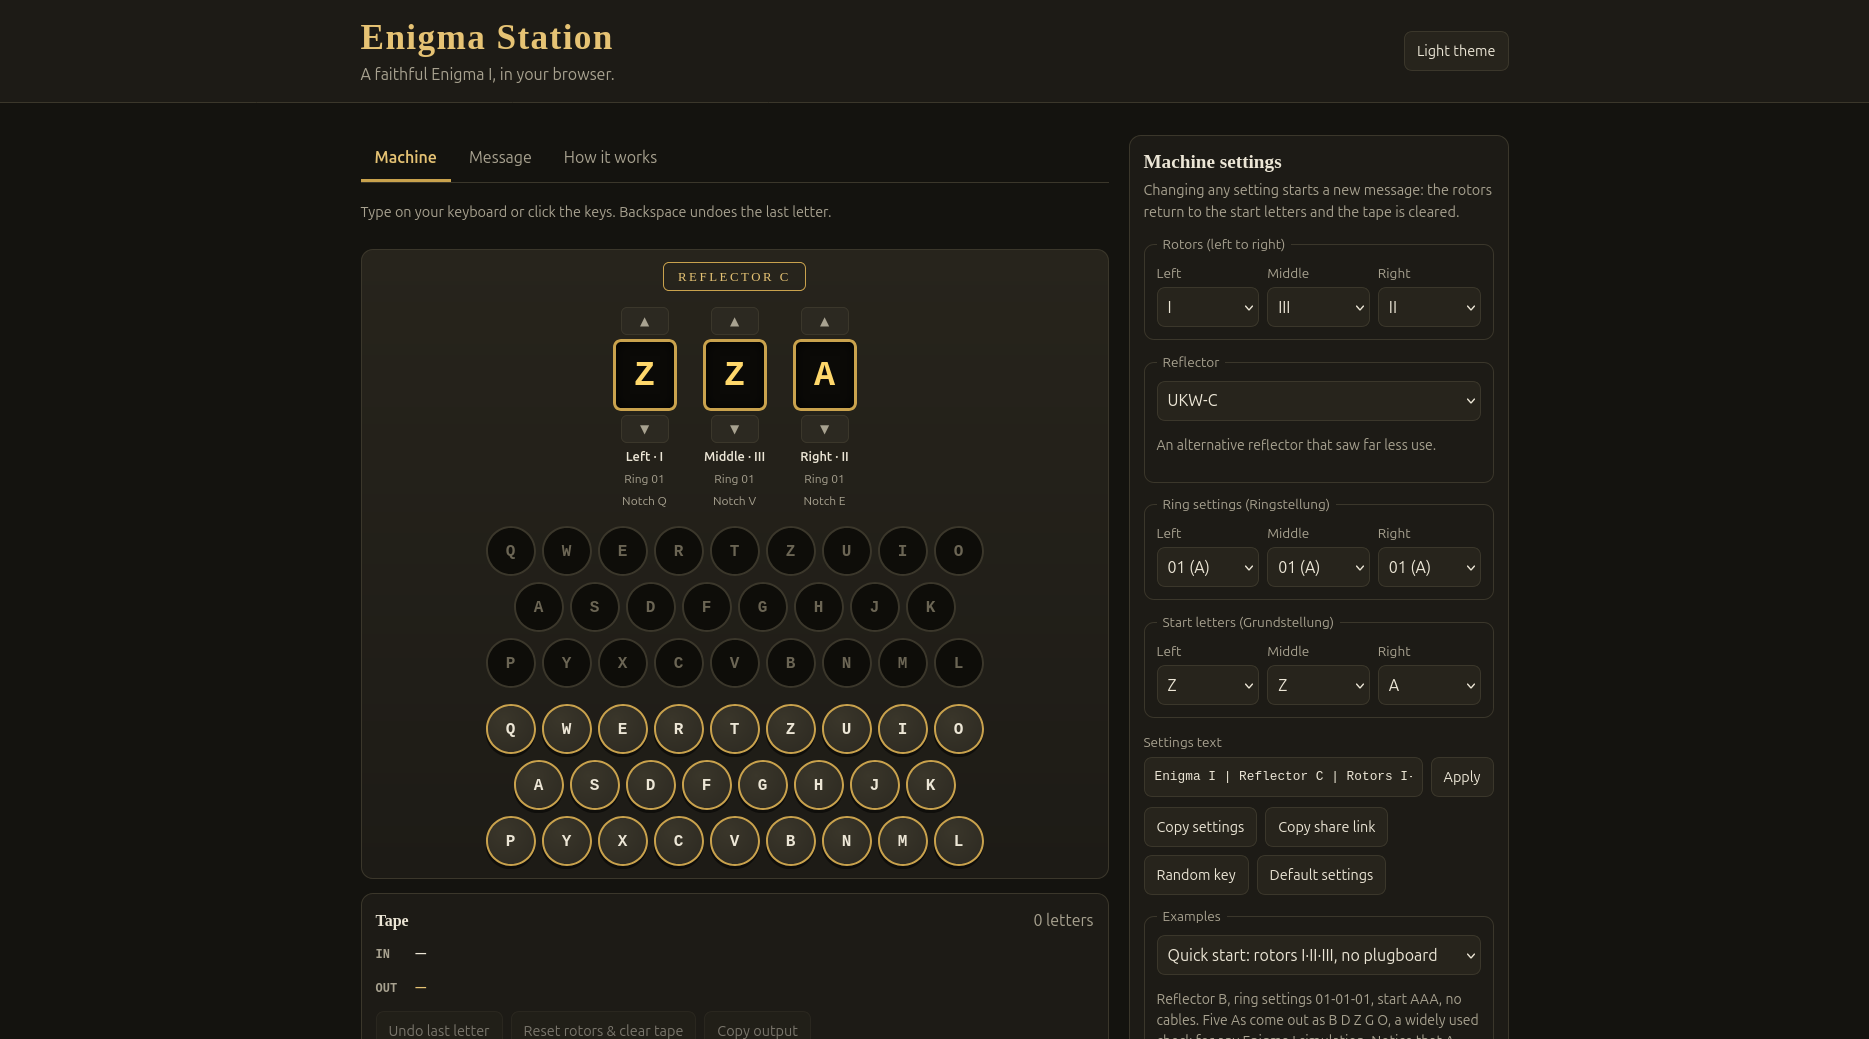 Enigma Station
A faithful Enigma I, in your browser.
Light theme
Machine Message How it works
Type on your keyboard or click the keys. Backspace undoes the last letter.
REFLECTOR C
▲ ▲ ▲
Z Z A
▼ ▼ ▼
Left · I Middle · III Right · II
Ring 01 Ring 01 Ring 01
Notch Q Notch V Notch E
Q W E R T Z U I O
A S D F G H J K
P Y X C V B N M L
Q W E R T Z U I O
A S D F G H J K
P Y X C V B N M L
Tape 0 letters
IN —
OUT —
Undo last letter Reset rotors & clear tape Copy output
Machine settings
Changing any setting starts a new message: the rotors
return to the start letters and the tape is cleared.
Rotors (left to right)
Left Middle Right
I III II
Reflector
UKW-C
An alternative reflector that saw far less use.
Ring settings (Ringstellung)
Left Middle Right
01 (A) 01 (A) 01 (A)
Start letters (Grundstellung)
Left Middle Right
Z Z A
Settings text
Enigma I | Reflector C | Rotors I- Apply
Copy settings Copy share link
Random key Default settings
Examples
Quick start: rotors I·II·III, no plugboard
Reflector B, ring settings 01-01-01, start AAA, no
cables. Five As come out as B D Z G O, a widely used
check for any Enigma I simulation. Notice that A